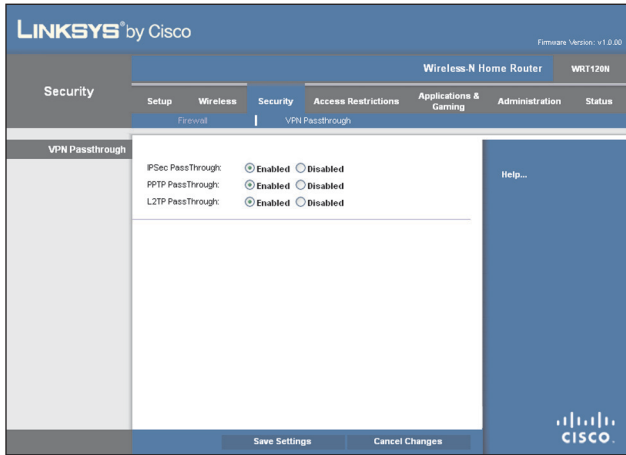 LINKSYS® by Cisco
Firmware Version: v1.0.00
Wireless-N Home Router WRT120N
Security
Setup Wireless Security Access Restrictions Applications & Gaming Administration Status
Firewall VPN Passthrough
VPN Passthrough
IPSec PassThrough: Enabled Disabled
PPTP PassThrough: Enabled Disabled
L2TP PassThrough: Enabled Disabled
Help...
Save Settings Cancel Changes
CISCO.